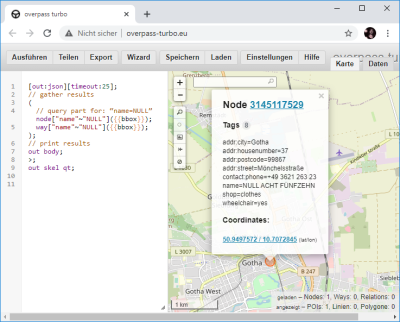 overpass turbo
Nicht sicher | overpass-turbo.eu
Ausführen Teilen Export Wizard Speichern Laden Einstellungen Hilfe
Karte Daten
1
2 [out:json][timeout:25];
3 // gather results
4 (
// query part for: “name=NULL”
5 node["name"~"NULL"]({{bbox}});
6 way["name"~"NULL"]({{bbox}});
7 );
8 // print results
9 out body;
10 >;
11 out skel qt;
Node 3145117529
Tags 8
addr:city=Gotha
addr:housenumber=37
addr:postcode=99867
addr:street=Mönchelsstraße
contact:phone=+49 3621 263 23
name=NULL ACHT FÜNFZEHN
shop=clothes
wheelchair=yes
Coordinates:
50.9497572 / 10.7072845 (lat/lon)
L 3007
L 1027
B 247
Gotha
Gotha West
Siebleben
1 km
geladen – Nodes: 1, Ways: 0, Relations: 0
angezeigt – POIs: 1, Linien: 0, Polygone: 0